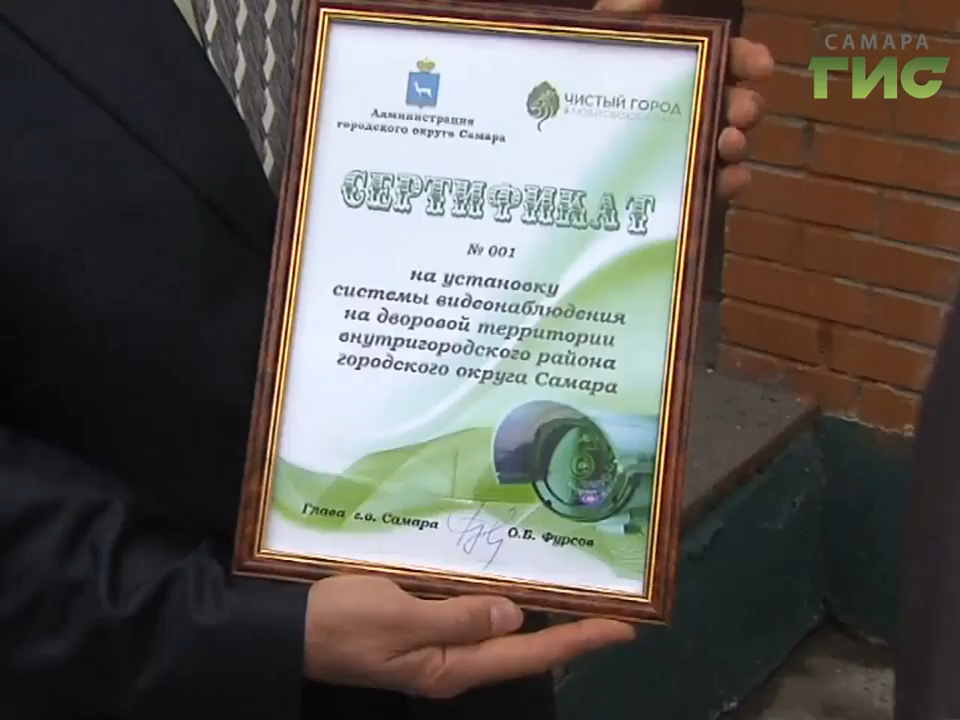 САМАРА
ГИС
Администрация
городского округа Самара
ЧИСТЫЙ ГОРОД
СЕРТИФИКАТ
№ 001
на установку
системы видеонаблюдения
на дворовой территории
внутригородского района
городского округа Самара
Глава г.о. Самара
О.Б. Фурсов